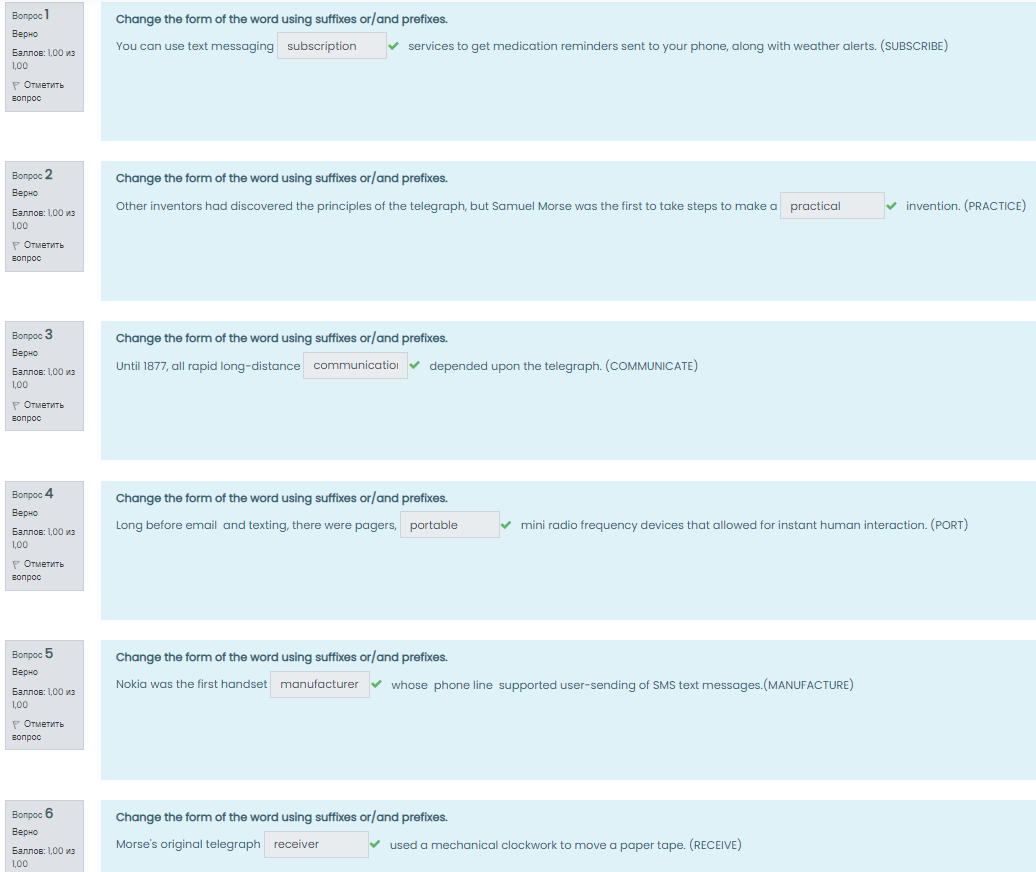 Вопрос 1
Верно
Баллов: 1,00 из
1,00
Отметить
вопрос
Change the form of the word using suffixes or/and prefixes.
You can use text messaging subscription services to get medication reminders sent to your phone, along with weather alerts. (SUBSCRIBE)
Вопрос 2
Верно
Баллов: 1,00 из
1,00
Отметить
вопрос
Change the form of the word using suffixes or/and prefixes.
Other inventors had discovered the principles of the telegraph, but Samuel Morse was the first to take steps to make a practical invention. (PRACTICE)
Вопрос 3
Верно
Баллов: 1,00 из
1,00
Отметить
вопрос
Change the form of the word using suffixes or/and prefixes.
Until 1877, all rapid long-distance communication depended upon the telegraph. (COMMUNICATE)
Вопрос 4
Верно
Баллов: 1,00 из
1,00
Отметить
вопрос
Change the form of the word using suffixes or/and prefixes.
Long before email and texting, there were pagers, portable mini radio frequency devices that allowed for instant human interaction. (PORT)
Вопрос 5
Верно
Баллов: 1,00 из
1,00
Отметить
вопрос
Change the form of the word using suffixes or/and prefixes.
Nokia was the first handset manufacturer whose phone line supported user-sending of SMS text messages.(MANUFACTURE)
Вопрос 6
Верно
Баллов: 1,00 из
1,00
Change the form of the word using suffixes or/and prefixes.
Morse's original telegraph receiver used a mechanical clockwork to move a paper tape. (RECEIVE)